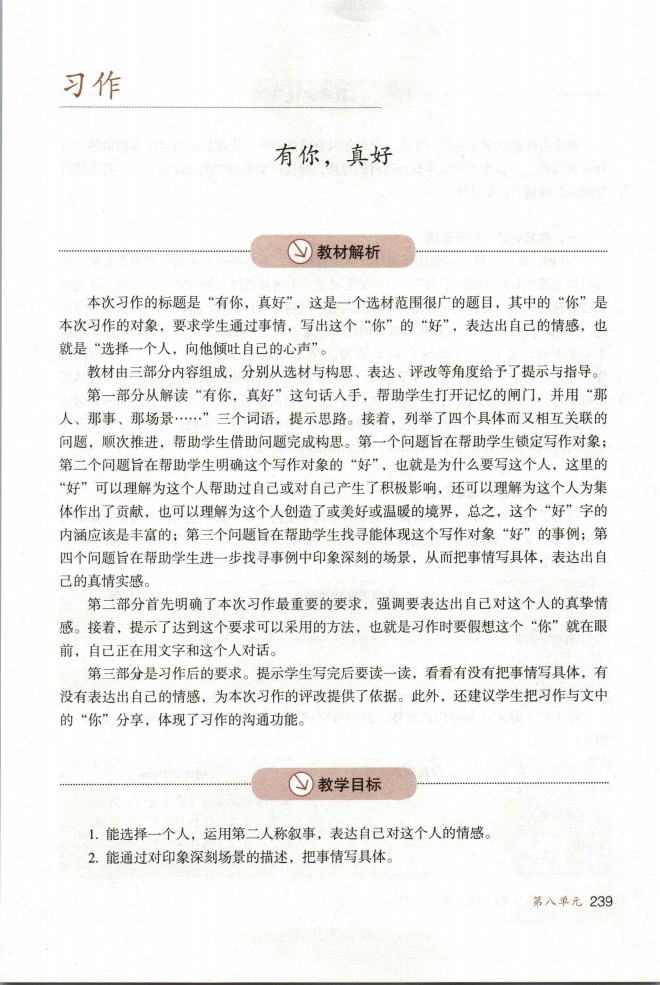 习作
有你，真好
教材解析
本次习作的标题是“有你，真好”，这是一个选材范围很广的题目，其中的“你”是
本次习作的对象，要求学生通过事情，写出这个“你”的“好”，表达出自己的情感，也
就是“选择一个人，向他倾吐自己的心声”。
教材由三部分内容组成，分别从选材与构思、表达、评改等角度给予了提示与指导。
第一部分从解读“有你，真好”这句话入手，帮助学生打开记忆的闸门，并用“那
人、那事、那场景……”三个词语，提示思路。接着，列举了四个具体而又相互关联的
问题，顺次推进，帮助学生借助问题完成构思。第一个问题旨在帮助学生锁定写作对象；
第二个问题旨在帮助学生明确这个写作对象的“好”，也就是为什么要写这个人，这里的
“好”可以理解为这个人帮助过自己或对自己产生了积极影响，还可以理解为这个人为集
体作出了贡献，也可以理解为这个人创造了或美好或温暖的境界，总之，这个“好”字的
内涵应该是丰富的；第三个问题旨在帮助学生找寻能体现这个写作对象“好”的事例；第
四个问题旨在帮助学生进一步找寻事例中印象深刻的场景，从而把事情写具体，表达出自
己的真情实感。
第二部分首先明确了本次习作最重要的要求，强调要表达出自己对这个人的真挚情
感。接着，提示了达到这个要求可以采用的方法，也就是习作时要假想这个“你”就在眼
前，自己正在用文字和这个人对话。
第三部分是习作后的要求。提示学生写完后要读一读，看看有没有把事情写具体，有
没有表达出自己的情感，为本次习作的评改提供了依据。此外，还建议学生把习作与文中
的“你”分享，体现了习作的沟通功能。
教学目标
1. 能选择一个人，运用第二人称叙事，表达自己对这个人的情感。
2. 能通过对印象深刻场景的描述，把事情写具体。
第八单元 239